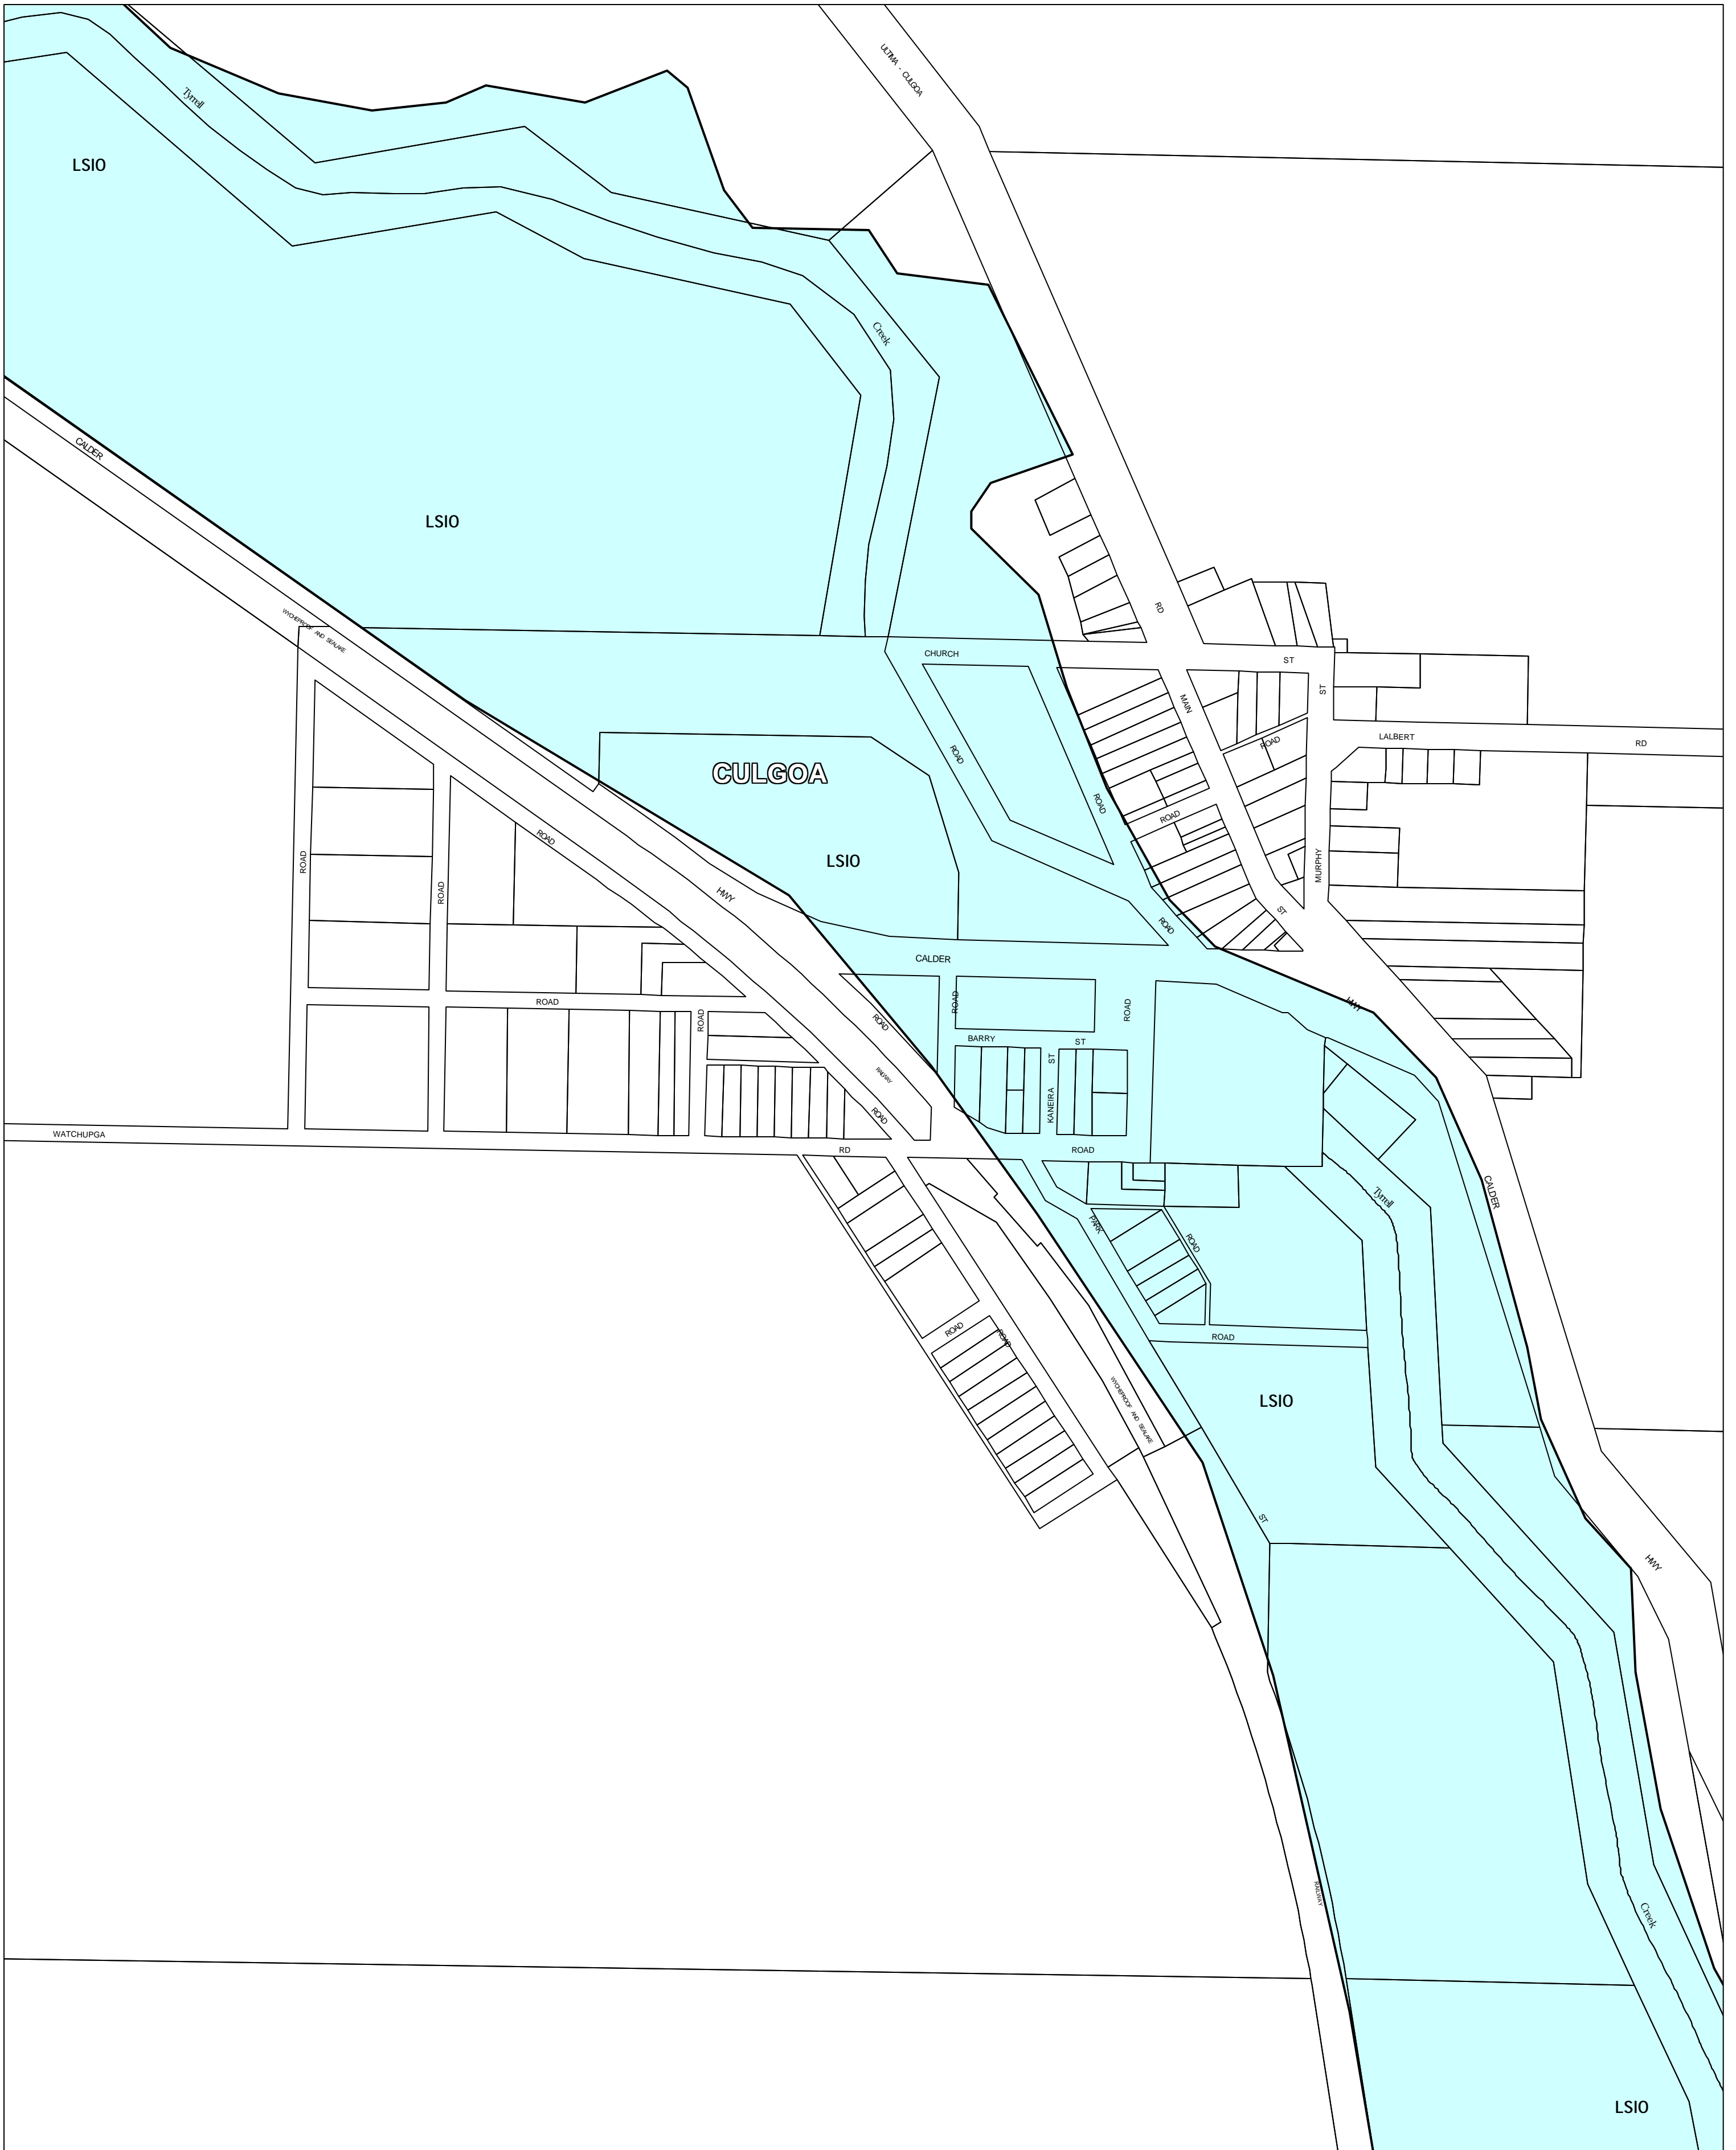 ULTIMA - CULGOA
Tyrrell
LSIO
Creek
CALDER
LSIO
WYCHEPROOF AND SEALAKE
RD
CHURCH
ST
ST
MAIN
LALBERT
RD
ROAD
ROAD
CULGOA
ROAD
ROAD
ROAD
LSIO
ROAD
ROAD
MURPHY
ROAD
HWY
ST
ROAD
CALDER
ROAD
ROAD
ROAD
HWY
ROAD
ROAD
BARRY
ST
ST
RAILWAY
KANEIRA
ROAD
WATCHUPGA
RD
ROAD
CALDER
Tyrrell
PARK
ROAD
ROAD
ROAD
ROAD
LSIO
WYCHEPROOF AND SEALAKE
ST
HWY
RAILWAY
Creek
LSIO